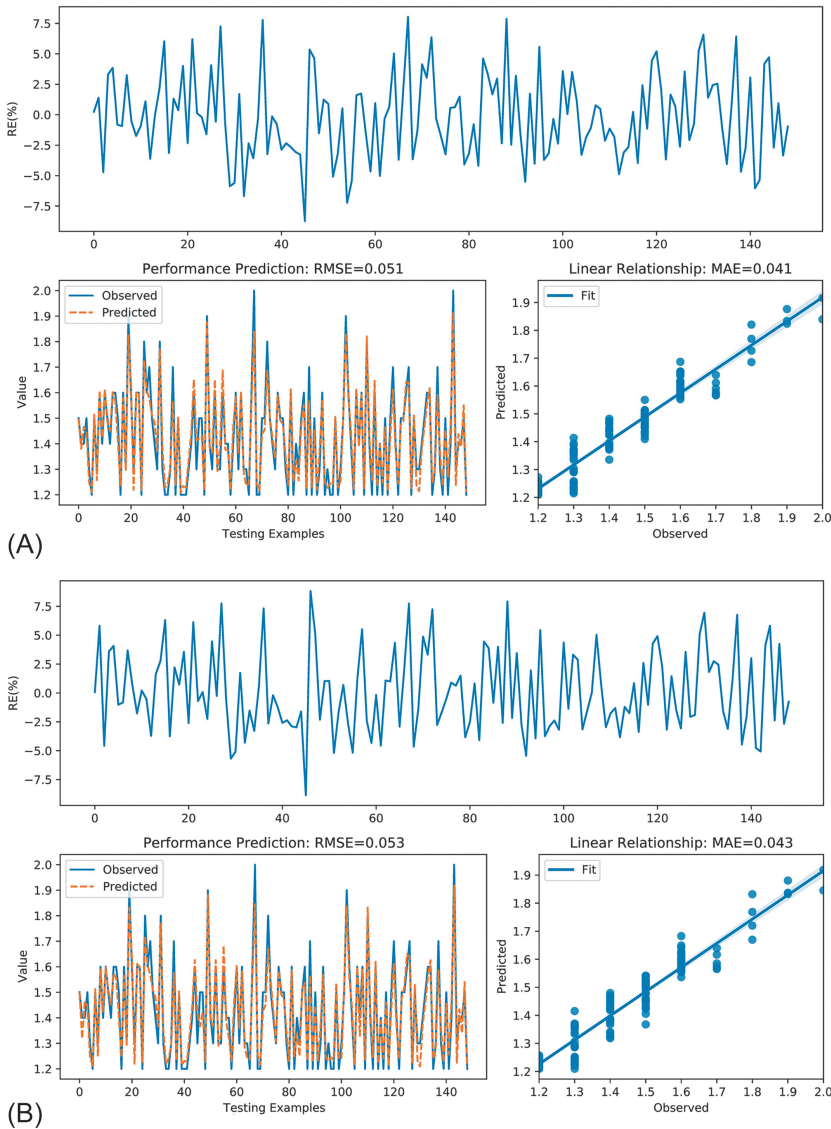 7.5
5.0
2.5
0.0
−2.5
−5.0
−7.5
RE(%)
0 20 40 60 80 100 120 140
Performance Prediction: RMSE=0.051
Observed
Predicted
2.0
1.9
1.8
1.7
1.6
1.5
1.4
1.3
1.2
Value
0 20 40 60 80 100 120 140
Testing Examples
Linear Relationship: MAE=0.041
Fit
1.9
1.8
1.7
1.6
1.5
1.4
1.3
1.2
Predicted
1.2 1.3 1.4 1.5 1.6 1.7 1.8 1.9 2.0
Observed
(A)
7.5
5.0
2.5
0.0
−2.5
−5.0
−7.5
RE(%)
0 20 40 60 80 100 120 140
Performance Prediction: RMSE=0.053
Observed
Predicted
2.0
1.9
1.8
1.7
1.6
1.5
1.4
1.3
1.2
Value
0 20 40 60 80 100 120 140
Testing Examples
Linear Relationship: MAE=0.043
Fit
1.9
1.8
1.7
1.6
1.5
1.4
1.3
1.2
Predicted
1.2 1.3 1.4 1.5 1.6 1.7 1.8 1.9 2.0
Observed
(B)